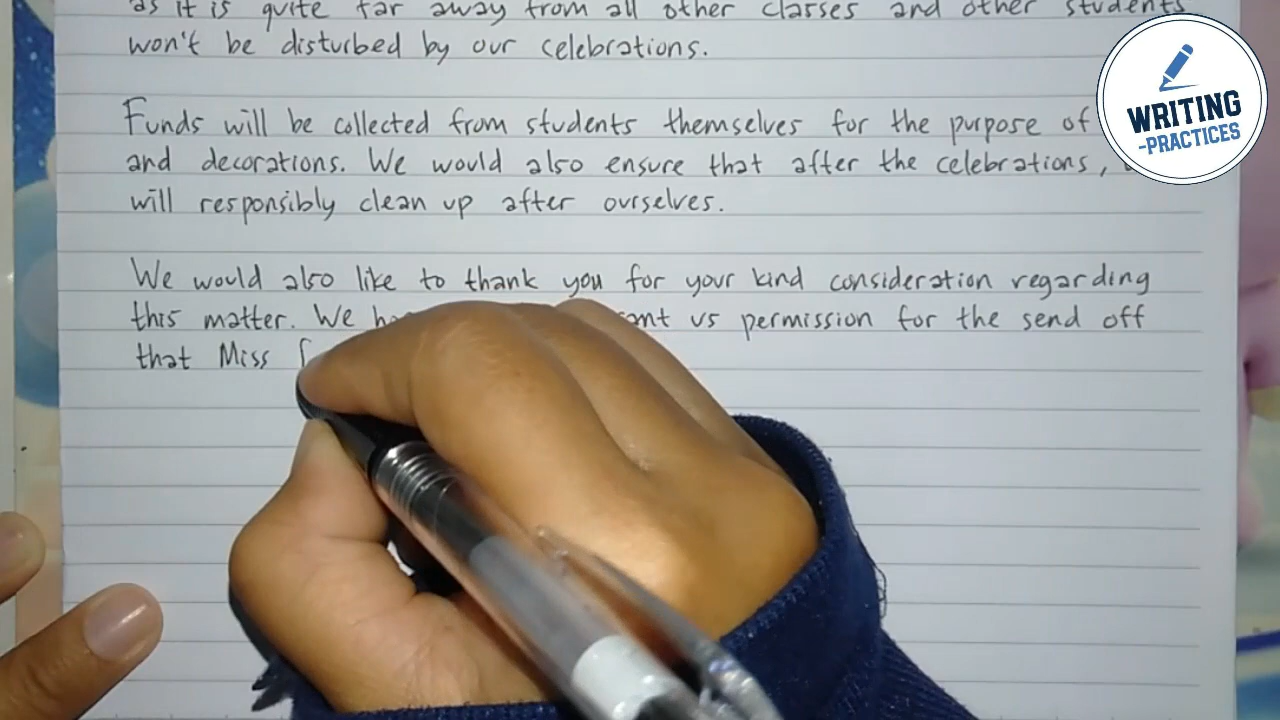 as it is quite far away from all other classes and other students
won't be disturbed by our celebrations.
Funds will be collected from students themselves for the purpose of
and decorations. We would also ensure that after the celebrations,
will responsibly clean up after ourselves.
We would also like to thank you for your kind consideration regarding
this matter. We us permission for the send off
that Miss
WRITING
-PRACTICES